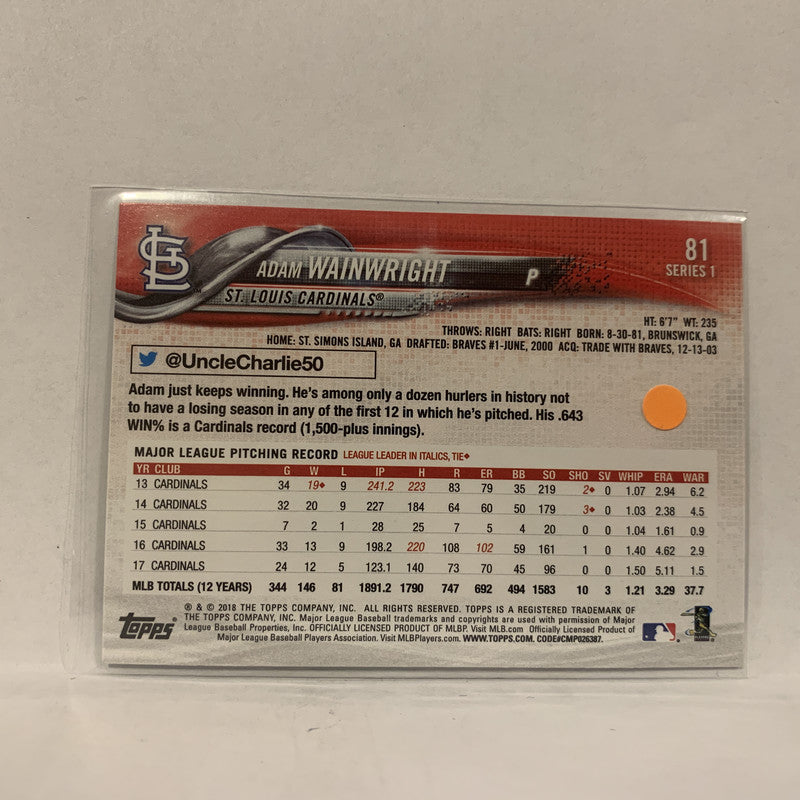 STL
81
SERIES 1
ADAM WAINWRIGHT P
ST. LOUIS CARDINALS®
HT: 6'7" WT: 235
THROWS: RIGHT BATS: RIGHT BORN: 8-30-81, BRUNSWICK, GA
HOME: ST. SIMONS ISLAND, GA DRAFTED: BRAVES #1-JUNE, 2000 ACQ: TRADE WITH BRAVES, 12-13-03
@UncleCharlie50
Adam just keeps winning. He's among only a dozen hurlers in history not
to have a losing season in any of the first 12 in which he's pitched. His .643
WIN% is a Cardinals record (1,500-plus innings).
MAJOR LEAGUE PITCHING RECORD LEAGUE LEADER IN ITALICS, TIE◆
YR CLUB G W L IP H R ER BB SO SHO SV WHIP ERA WAR
13 CARDINALS 34 19◆ 9 241.2 223 83 79 35 219 2◆ 0 1.07 2.94 6.2
14 CARDINALS 32 20 9 227 184 64 60 50 179 3◆ 0 1.03 2.38 4.5
15 CARDINALS 7 2 1 28 25 7 5 4 20 0 0 1.04 1.61 0.9
16 CARDINALS 33 13 9 198.2 220 108 102 59 161 1 0 1.40 4.62 2.9
17 CARDINALS 24 12 5 123.1 140 73 70 45 96 0 0 1.50 5.11 1.5
MLB TOTALS (12 YEARS) 344 146 81 1891.2 1790 747 692 494 1583 10 3 1.21 3.29 37.7
Topps®
® & © 2018 THE TOPPS COMPANY, INC. ALL RIGHTS RESERVED. TOPPS IS A REGISTERED TRADEMARK OF
THE TOPPS COMPANY, INC. Major League Baseball trademarks and copyrights are used with permission of Major
League Baseball Properties, Inc. OFFICIALLY LICENSED PRODUCT OF MLBP. Visit MLB.com Officially Licensed Product of
Major League Baseball Players Association. Visit MLBPlayers.com. WWW.TOPPS.COM. CODE#CMP026387.